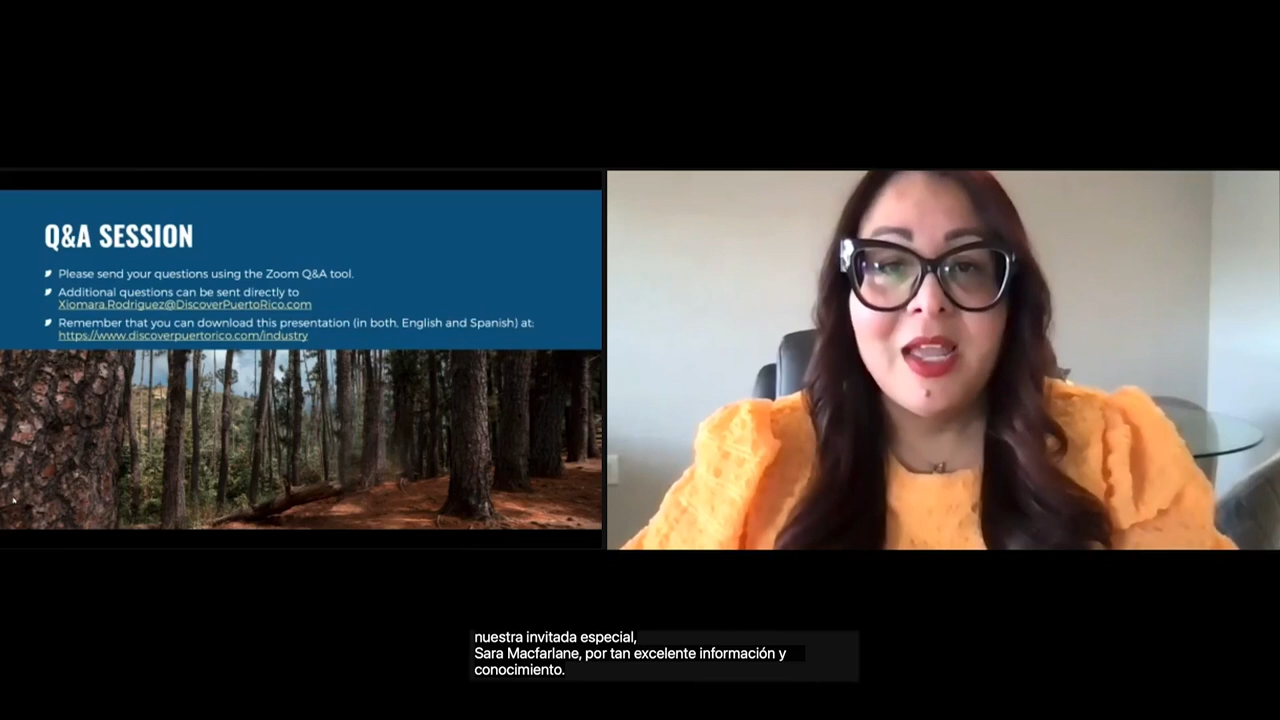 Q&A SESSION
Please send your questions using the Zoom Q&A tool.
Additional questions can be sent directly to
Xiomara.Rodriguez@DiscoverPuertoRico.com
Remember that you can download this presentation (in both, English and Spanish) at:
https://www.discoverpuertorico.com/industry
nuestra invitada especial,
Sara Macfarlane, por tan excelente información y
conocimiento.